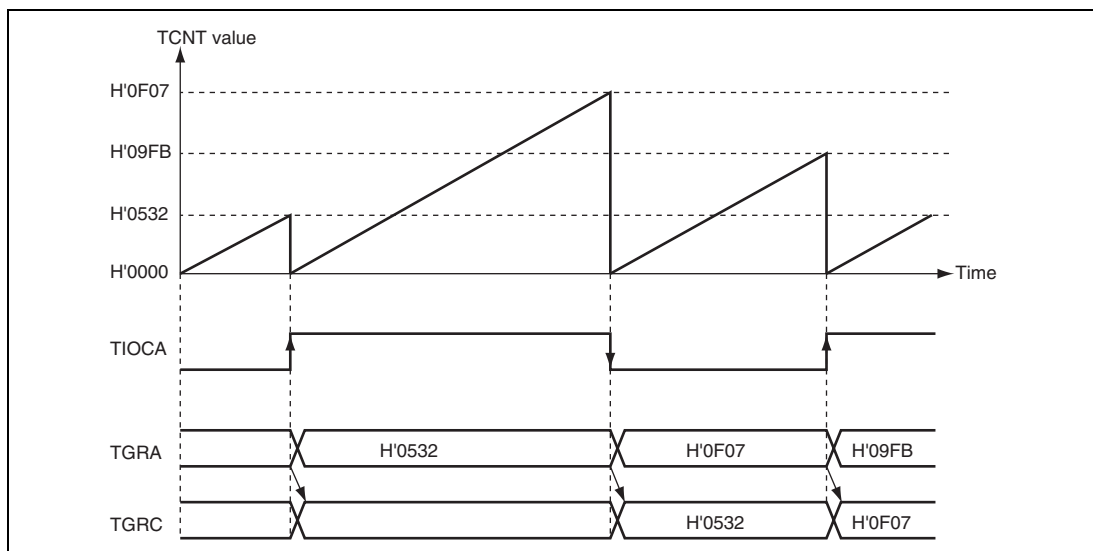 TCNT value
H'0F07
H'09FB
H'0532
H'0000
Time
TIOCA
TGRA H'0532 H'0F07 H'09FB
TGRC H'0532 H'0F07